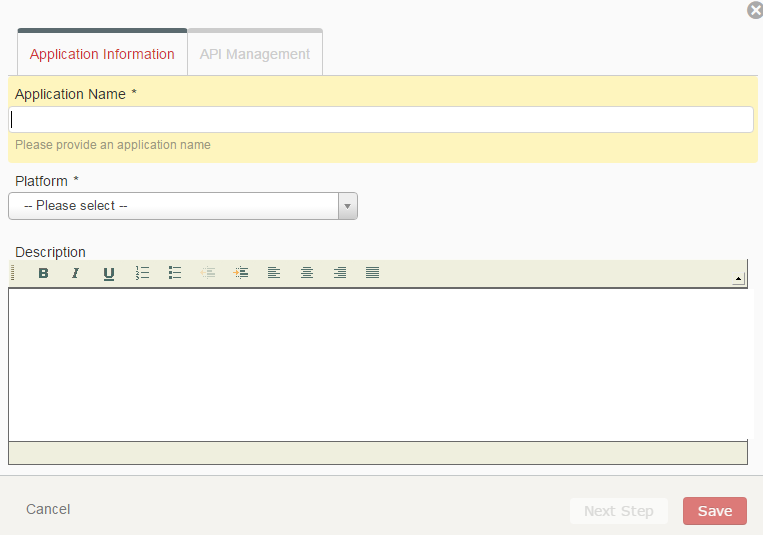 Application Information API Management
Application Name *
Please provide an application name
Platform *
-- Please select --
Description
B I U
Cancel Next Step Save